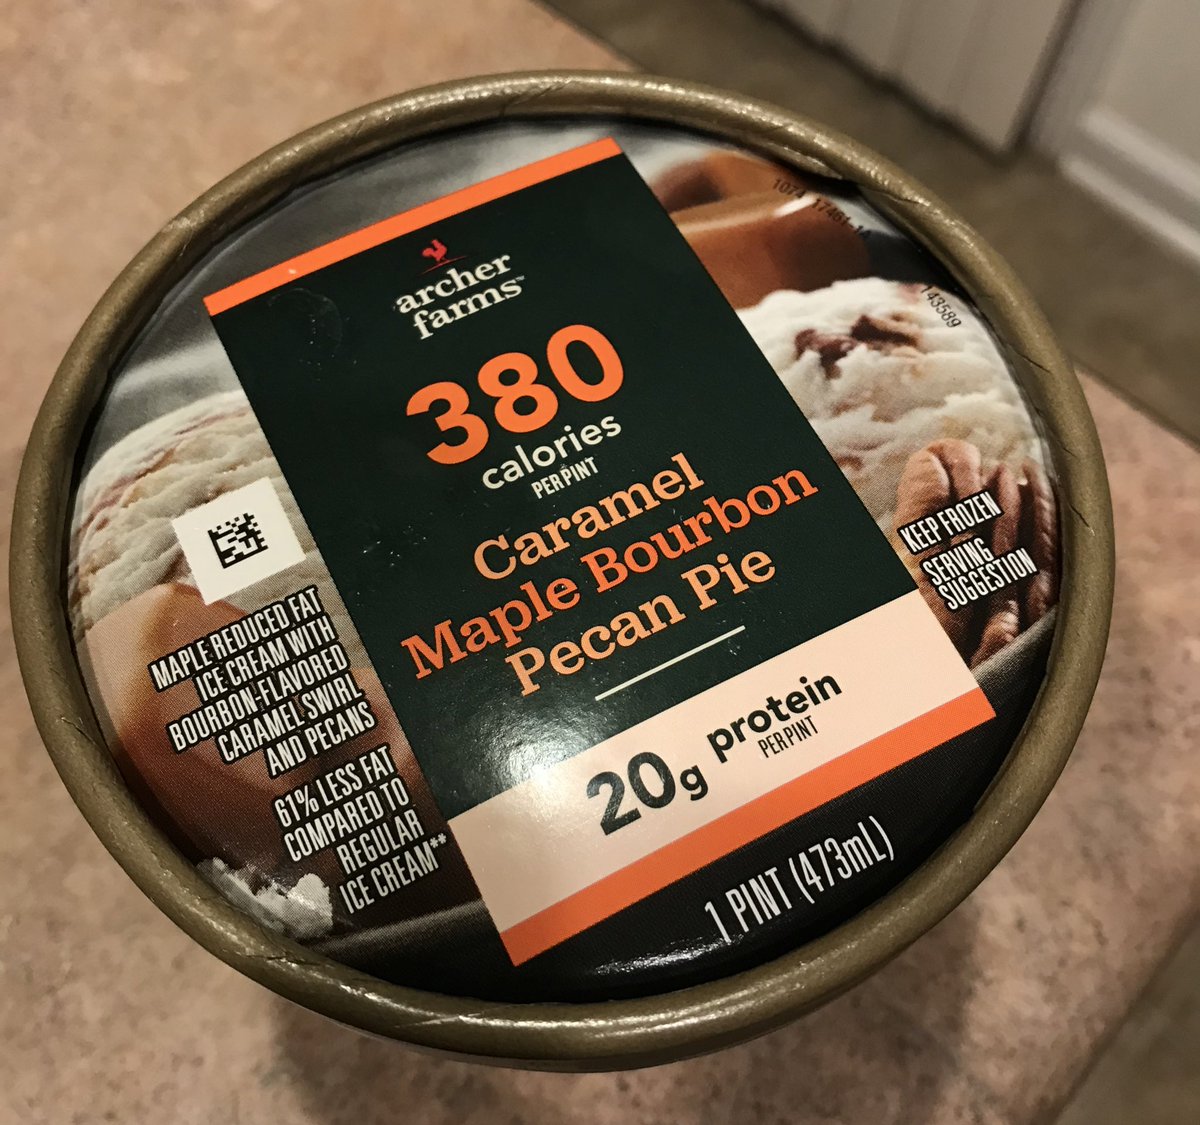 archer
farms™
380
calories
PER PINT
Caramel
Maple Bourbon
Pecan Pie
20g protein
PER PINT
1 PINT (473mL)
MAPLE REDUCED FAT
ICE CREAM WITH
BOURBON-FLAVORED
CARAMEL SWIRL
AND PECANS
61% LESS FAT
COMPARED TO
REGULAR
ICE CREAM**
KEEP FROZEN
SERVING
SUGGESTION
143589